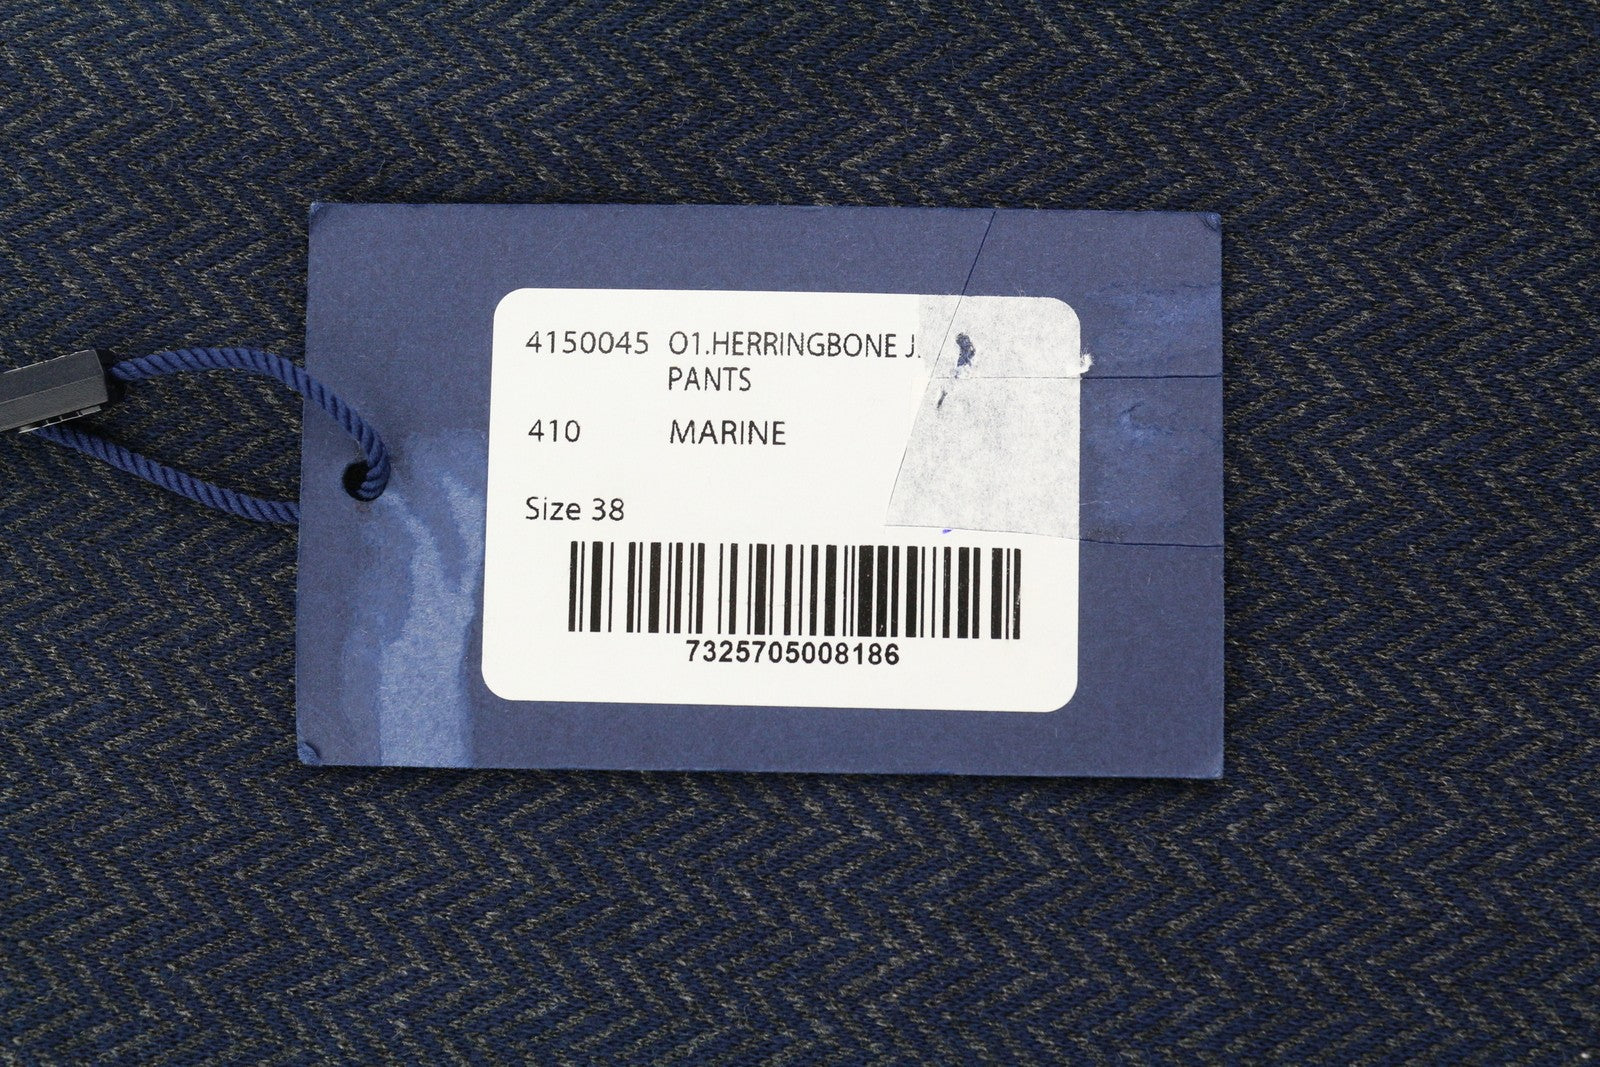 4150045 O1.HERRINGBONE J.
PANTS
410 MARINE
Size 38
7325705008186